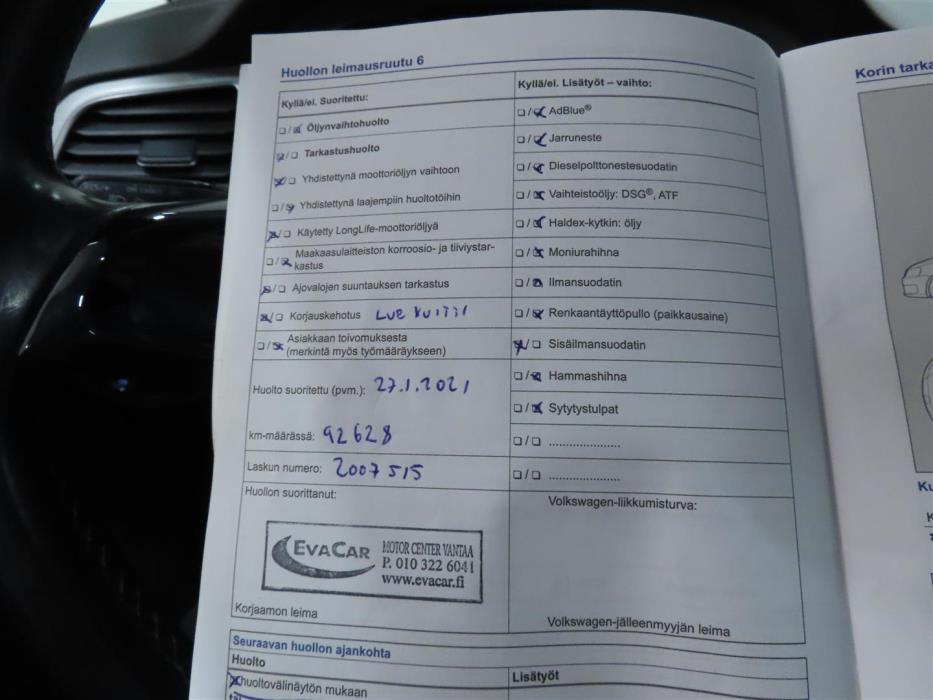 Huollon leimausruutu 6
Kyllä/ei. Suoritettu:
☐/☒ Öljynvaihtohuolto
☒/☐ Tarkastushuolto
☒/☐ Yhdistettynä moottoriöljyn vaihtoon
☐/☒ Yhdistettynä laajempiin huoltotöihin
☒/☐ Käytetty LongLife-moottoriöljyä
☐/☒ Maakaasulaitteiston korroosio- ja tiiviystar-
kastus
☒/☐ Ajovalojen suuntauksen tarkastus
☒/☐ Korjauskehotus LUE KUITTI
☐/☒ Asiakkaan toivomuksesta
(merkintä myös työmääräykseen)
Kyllä/ei. Lisätyöt – vaihto:
☐/☒ AdBlue®
☐/☒ Jarruneste
☐/☒ Dieselpolttonestesuodatin
☐/☒ Vaihteistoöljy: DSG®, ATF
☐/☒ Haldex-kytkin: öljy
☐/☒ Moniurahihna
☐/☒ Ilmansuodatin
☐/☒ Renkaantäyttöpullo (paikkausaine)
☒/☐ Sisäilmansuodatin
☐/☒ Hammashihna
☐/☒ Sytytystulpat
☐/☐ .....................
☐/☐ .....................
Huolto suoritettu (pvm.): 27.1.2021
km-määrässä: 92628
Laskun numero: 2007515
Huollon suorittanut:
EVACAR
MOTOR CENTER VANTAA
P. 010 322 6041
www.evacar.fi
Korjaamon leima
Volkswagen-liikkumisturva:
Volkswagen-jälleenmyyjän leima
Seuraavan huollon ajankohta
Huolto
Lisätyöt
☒ huoltovälinäytön mukaan
Korin tarka
Ku